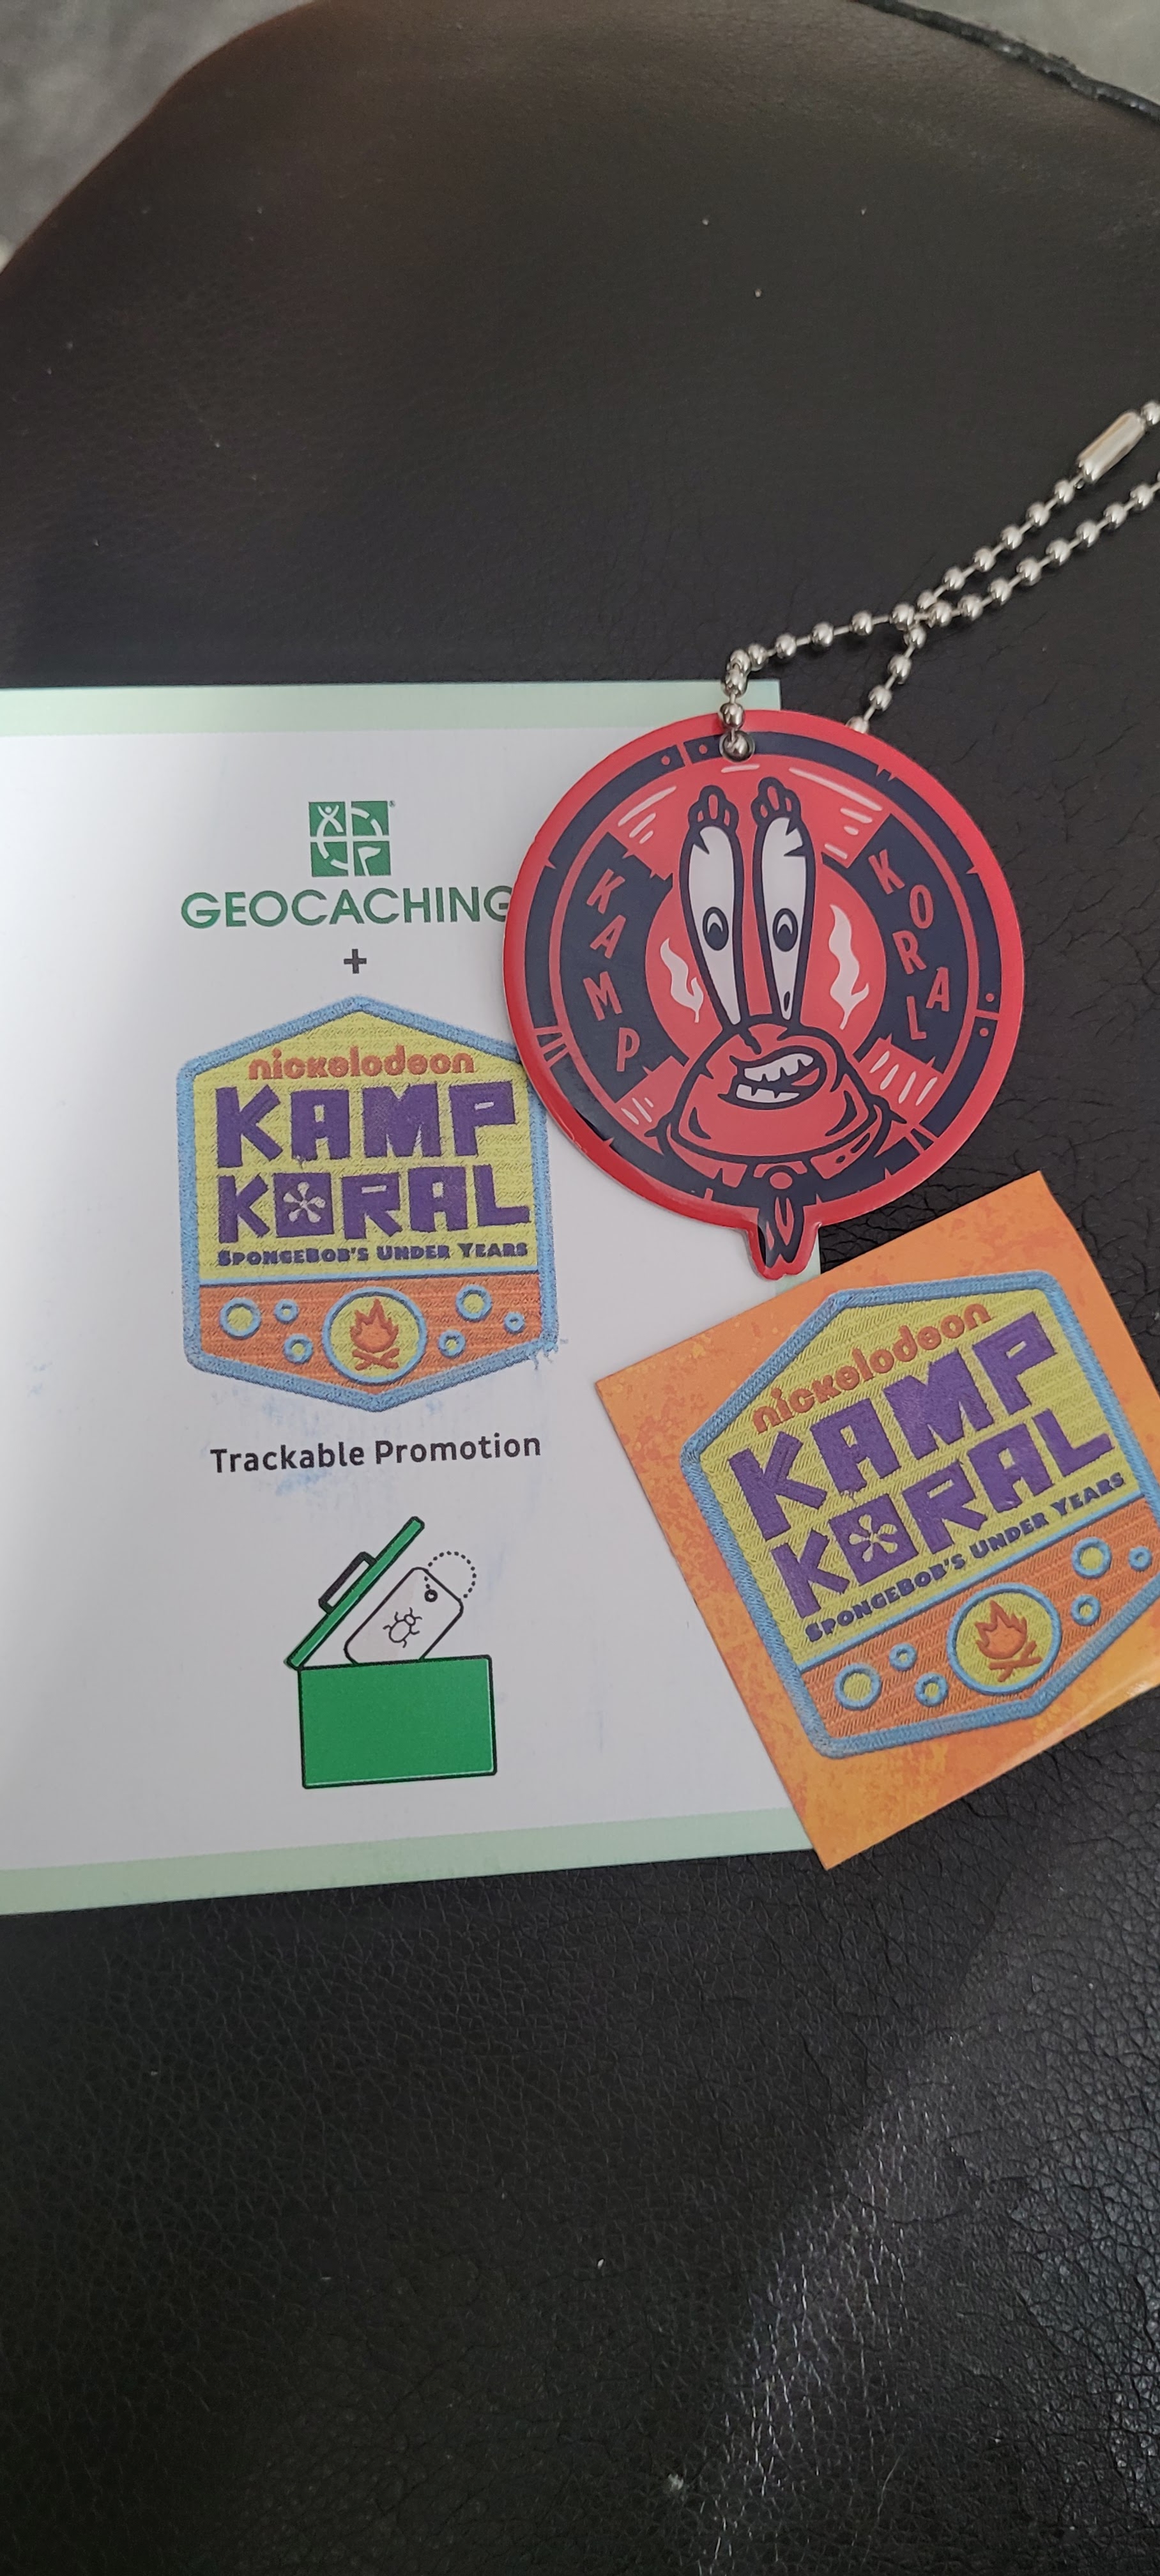 GEOCACHING
+
nickelodeon
KAMP
KORAL
SPONGEBOB'S UNDER YEARS
Trackable Promotion
KAMP
KORAL
nickelodeon
KAMP
KORAL
SPONGEBOB'S UNDER YEARS